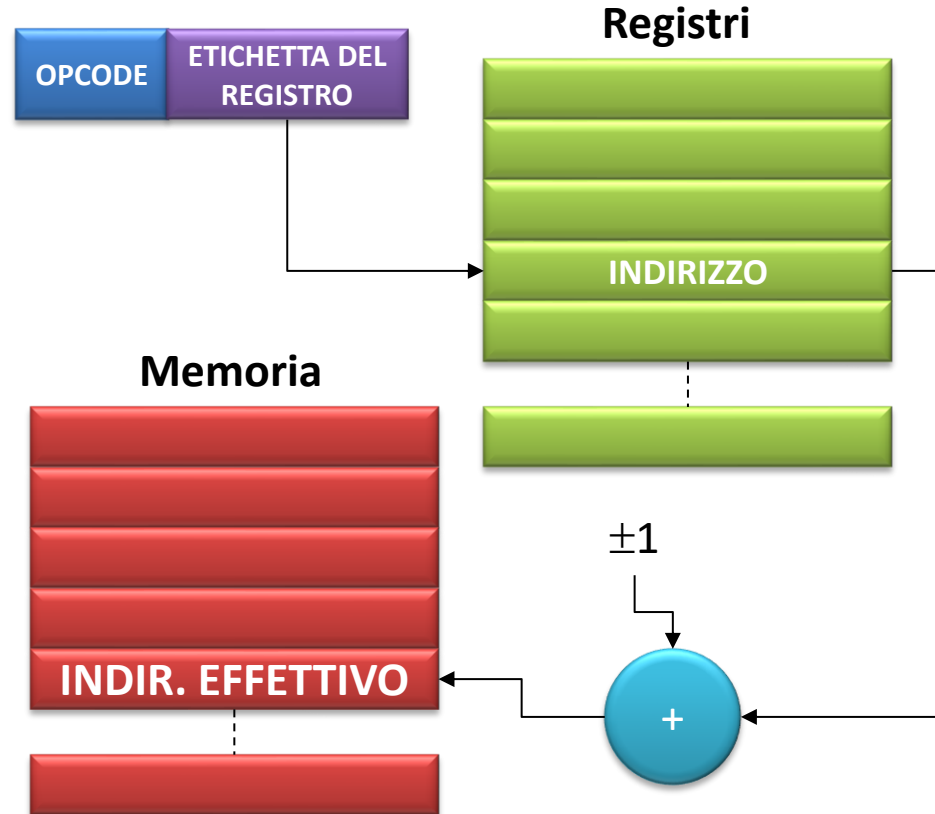 Registri
OPCODE
ETICHETTA DEL
REGISTRO
INDIRIZZO
Memoria
±1
INDIR. EFFETTIVO
+